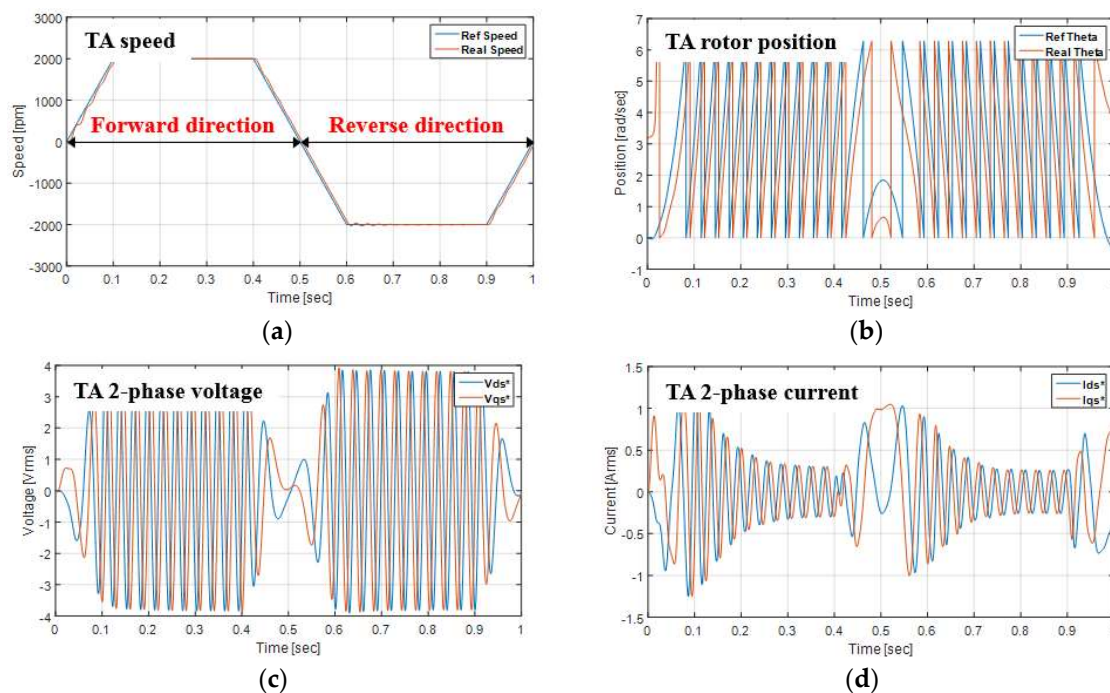 TA speed
Ref Speed
Real Speed
Forward direction
Reverse direction
3000
2000
1000
0
-1000
-2000
-3000
Speed [rpm]
0 0.1 0.2 0.3 0.4 0.5 0.6 0.7 0.8 0.9 1
Time [sec]
(a)
TA rotor position
Ref Theta
Real Theta
7
6
5
4
3
2
1
0
-1
Position [rad/sec]
0 0.1 0.2 0.3 0.4 0.5 0.6 0.7 0.8 0.9
Time [sec]
(b)
TA 2-phase voltage
Vds*
Vqs*
4
3
2
1
0
-1
-2
-3
-4
Voltage [Vrms]
0 0.1 0.2 0.3 0.4 0.5 0.6 0.7 0.8 0.9 1
Time [sec]
(c)
TA 2-phase current
Ids*
Iqs*
1.5
1
0.5
0
-0.5
-1
-1.5
Current [Arms]
0 0.1 0.2 0.3 0.4 0.5 0.6 0.7 0.8 0.9
Time [sec]
(d)